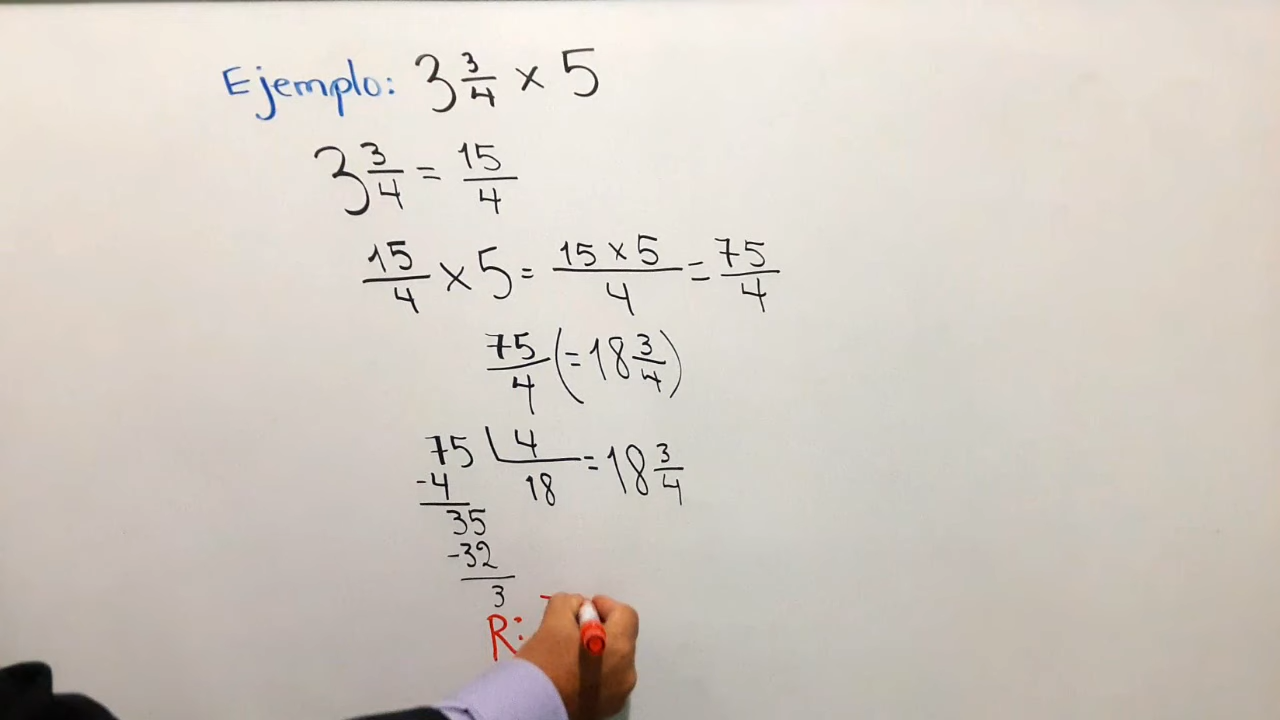 Ejemplo: 3 3/4 × 5
3 3/4 = 15/4
15/4 × 5 = 15 × 5/4 = 75/4
75/4 (= 18 3/4)
75 | 4 = 18 3/4
-4 18
35
-32
3
R: